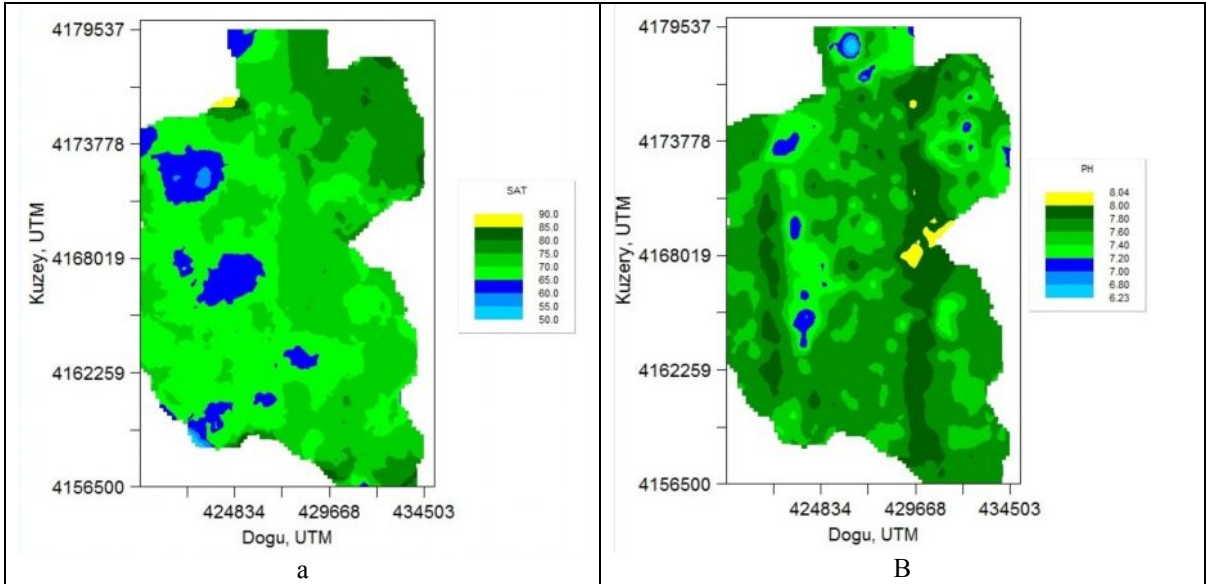 4179537
4173778
4168019
4162259
4156500
Kuzey, UTM
424834 429668 434503
Dogu, UTM
SAT
90.0
85.0
80.0
75.0
70.0
65.0
60.0
55.0
50.0
a
4179537
4173778
4168019
4162259
4156500
Kuzery, UTM
424834 429668 434503
Dogu, UTM
PH
8.04
8.00
7.80
7.60
7.40
7.20
7.00
6.80
6.23
B